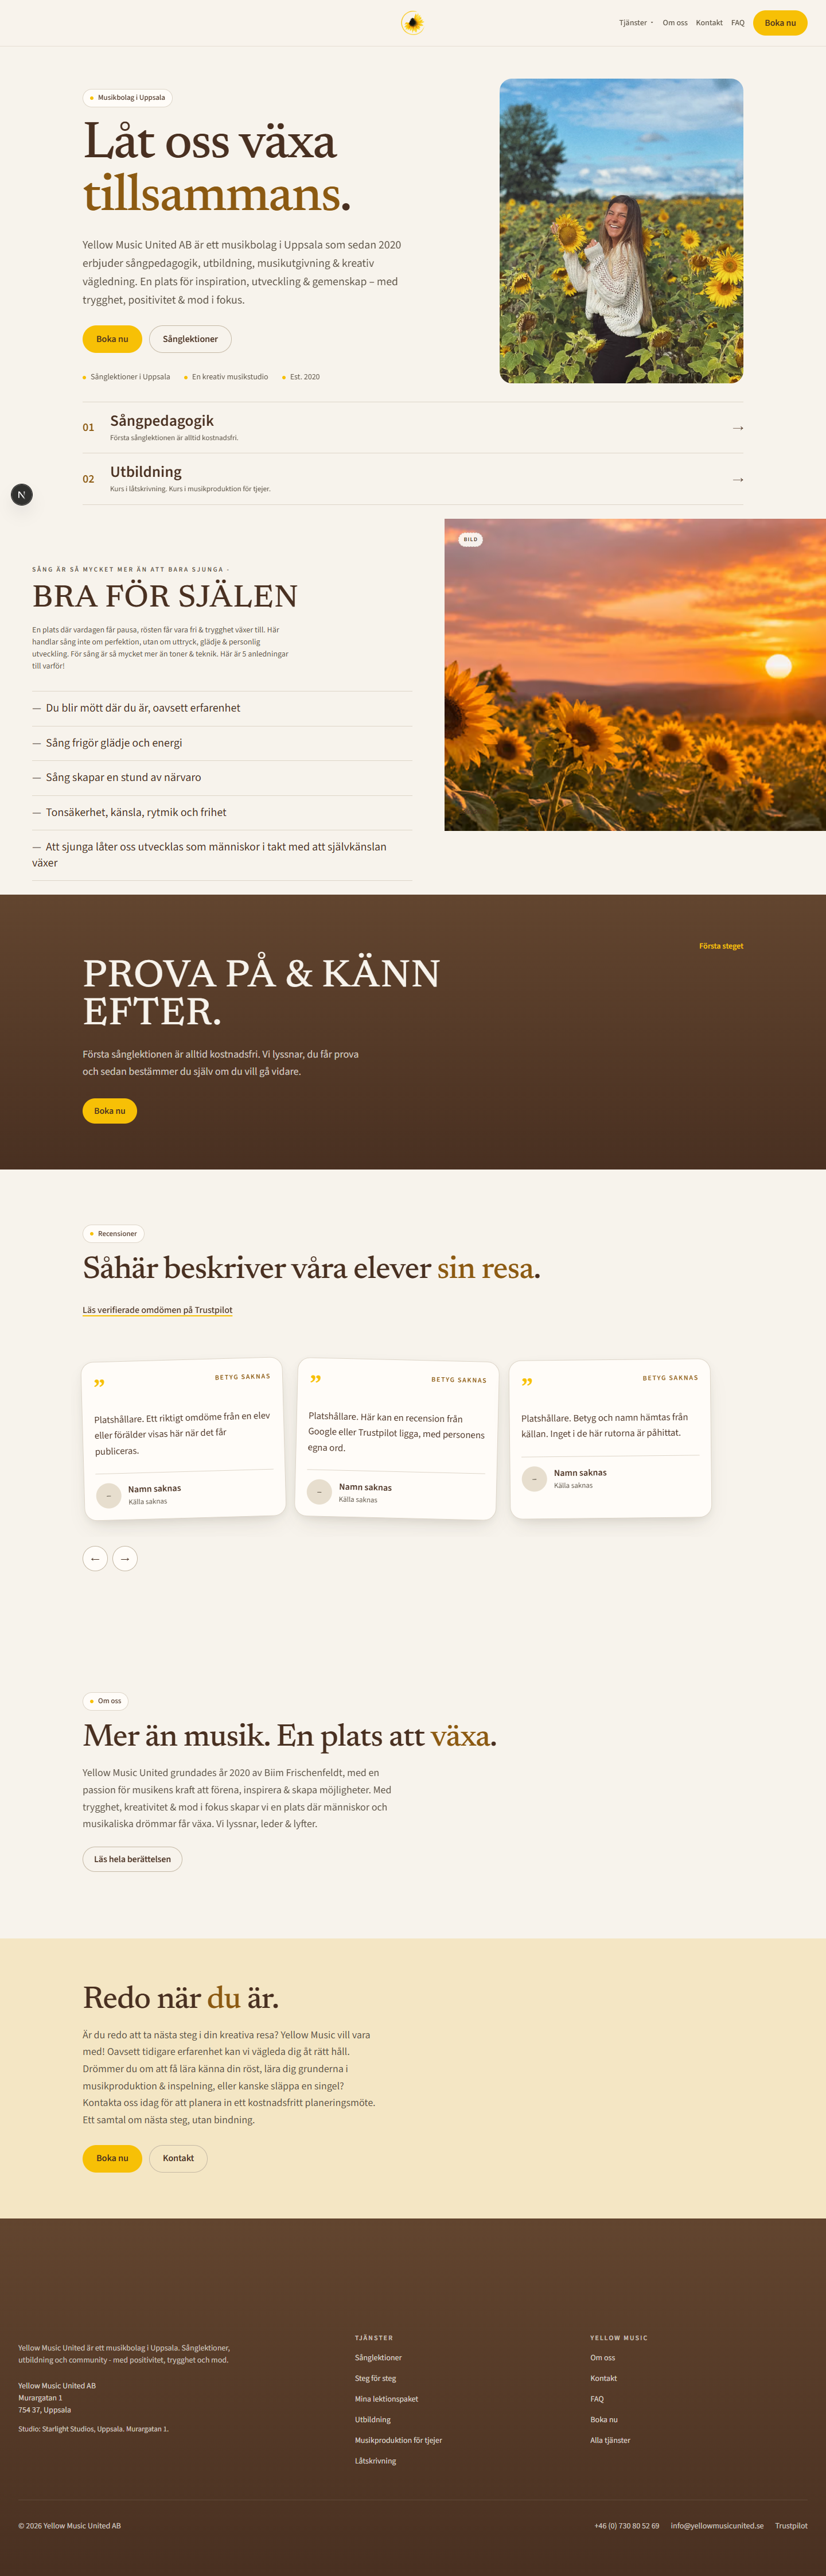 Tjänster
Om oss
Kontakt
FAQ
Boka nu
Musikbolag i Uppsala
Låt oss växa
tillsammans.
Yellow Music United AB är ett musikbolag i Uppsala som sedan 2020
erbjuder sångpedagogik, utbildning, musikutgivning & kreativ
vägledning. En plats för inspiration, utveckling & gemenskap – med
trygghet, positivitet & mod i fokus.
Boka nu
Sånglektioner
Sånglektioner i Uppsala
En kreativ musikstudio
Est. 2020
01
Sångpedagogik
Första sånglektionen är alltid kostnadsfri.
→
02
Utbildning
Kurs i låtskrivning. Kurs i musikproduktion för tjejer.
→
N
SÅNG ÄR SÅ MYCKET MER ÄN ATT BARA SJUNGA -
BRA FÖR SJÄLEN
En plats där vardagen får pausa, rösten får vara fri & trygghet växer till. Här
handlar sång inte om perfektion, utan om uttryck, glädje & personlig
utveckling. För sång är så mycket mer än toner & teknik. Här är 5 anledningar
till varför!
— Du blir mött där du är, oavsett erfarenhet
— Sång frigör glädje och energi
— Sång skapar en stund av närvaro
— Tonsäkerhet, känsla, rytmik och frihet
— Att sjunga låter oss utvecklas som människor i takt med att självkänslan
växer
BILD
Första steget
PROVA PÅ & KÄNN
EFTER.
Första sånglektionen är alltid kostnadsfri. Vi lyssnar, du får prova
och sedan bestämmer du själv om du vill gå vidare.
Boka nu
Recensioner
Såhär beskriver våra elever sin resa.
Läs verifierade omdömen på Trustpilot
”
BETYG SAKNAS
Platshållare. Ett riktigt omdöme från en elev
eller förälder visas här när det får
publiceras.
–
Namn saknas
Källa saknas
”
BETYG SAKNAS
Platshållare. Här kan en recension från
Google eller Trustpilot ligga, med personens
egna ord.
–
Namn saknas
Källa saknas
”
BETYG SAKNAS
Platshållare. Betyg och namn hämtas från
källan. Inget i de här rutorna är påhittat.
–
Namn saknas
Källa saknas
← →
Om oss
Mer än musik. En plats att växa.
Yellow Music United grundades år 2020 av Biim Frischenfeldt, med en
passion för musikens kraft att förena, inspirera & skapa möjligheter. Med
trygghet, kreativitet & mod i fokus skapar vi en plats där människor och
musikaliska drömmar får växa. Vi lyssnar, leder & lyfter.
Läs hela berättelsen
Redo när du är.
Är du redo att ta nästa steg i din kreativa resa? Yellow Music vill vara
med! Oavsett tidigare erfarenhet kan vi vägleda dig åt rätt håll.
Drömmer du om att få lära känna din röst, lära dig grunderna i
musikproduktion & inspelning, eller kanske släppa en singel?
Kontakta oss idag för att planera in ett kostnadsfritt planeringsmöte.
Ett samtal om nästa steg, utan bindning.
Boka nu
Kontakt
Yellow Music United är ett musikbolag i Uppsala. Sånglektioner,
utbildning och community - med positivitet, trygghet och mod.
Yellow Music United AB
Murargatan 1
754 37, Uppsala
Studio: Starlight Studios, Uppsala. Murargatan 1.
TJÄNSTER
Sånglektioner
Steg för steg
Mina lektionspaket
Utbildning
Musikproduktion för tjejer
Låtskrivning
YELLOW MUSIC
Om oss
Kontakt
FAQ
Boka nu
Alla tjänster
© 2026 Yellow Music United AB
+46 (0) 730 80 52 69
info@yellowmusicunited.se
Trustpilot